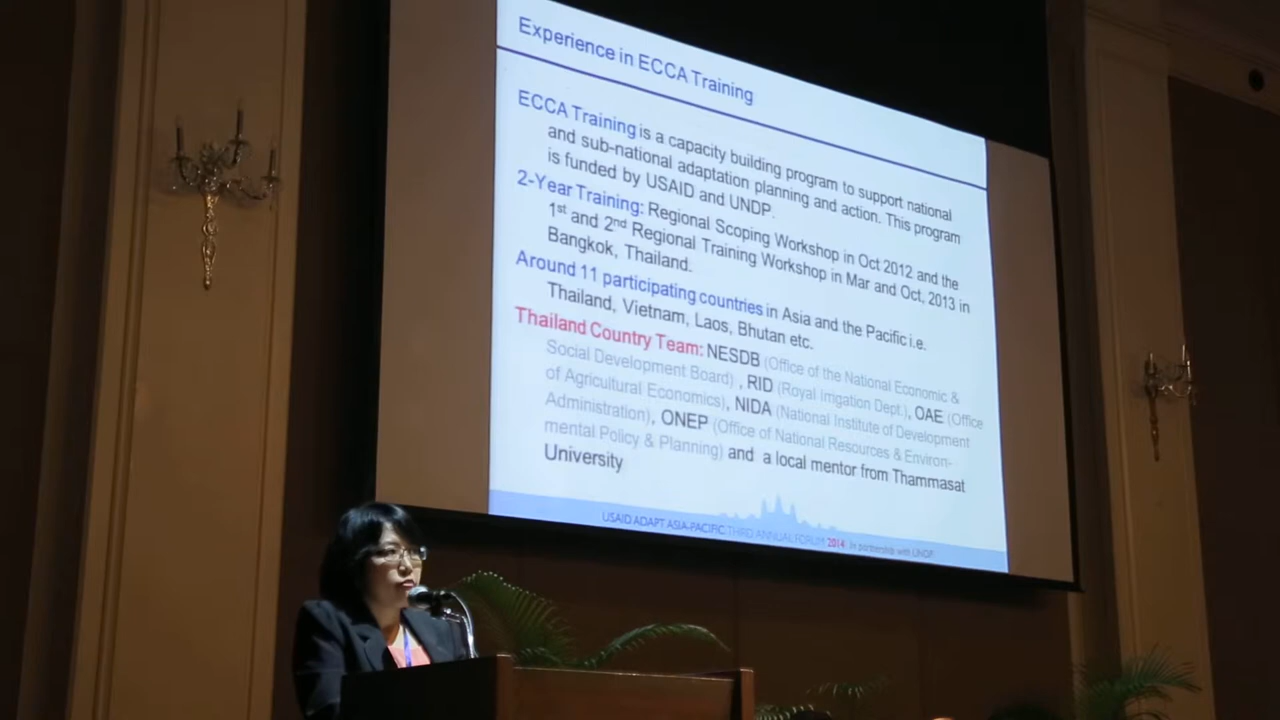 Experience in ECCA Training
ECCA Training is a capacity building program to support national
and sub-national adaptation planning and action. This program
is funded by USAID and UNDP.
2-Year Training: Regional Scoping Workshop in Oct 2012 and the
1st and 2nd Regional Training Workshop in Mar and Oct, 2013 in
Bangkok, Thailand.
Around 11 participating countries in Asia and the Pacific i.e.
Thailand, Vietnam, Laos, Bhutan etc.
Thailand Country Team: NESDB (Office of the National Economic &
Social Development Board) , RID (Royal Irrigation Dept.), OAE (Office
of Agricultural Economics), NIDA (National Institute of Development
Administration), ONEP (Office of National Resources & Environ-
mental Policy & Planning) and a local mentor from Thammasat
University
USAID ADAPT ASIA-PACIFIC THIRD ANNUAL FORUM 2014 In partnership with UNDP